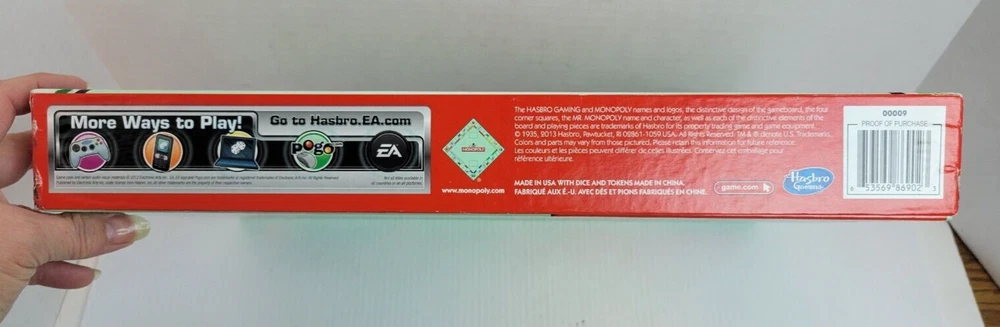 More Ways to Play!
Go to Hasbro.EA.com
pogo
EA
MONOPOLY
www.monopoly.com
The HASBRO GAMING and MONOPOLY names and logos, the distinctive design of the gameboard, the four
corner squares, the MR. MONOPOLY name and character, as well as each of the distinctive elements of the
board and playing pieces are trademarks of Hasbro for its property trading game and game equipment.
© 1935, 2013 Hasbro, Pawtucket, RI 02861-1059 USA. All Rights Reserved. TM & ® denote U.S. Trademarks.
Colors and parts may vary from those pictured. Please retain this information for future reference.
Les couleurs et les pièces peuvent différer de celles illustrées. Conservez cet emballage pour
référence ultérieure.
MADE IN USA WITH DICE AND TOKENS MADE IN CHINA.
FABRIQUÉ AUX É.-U. AVEC DÉS ET PIONS FABRIQUÉS EN CHINE.
game.com
Hasbro
GAMING
00009
PROOF OF PURCHASE
53569 86902